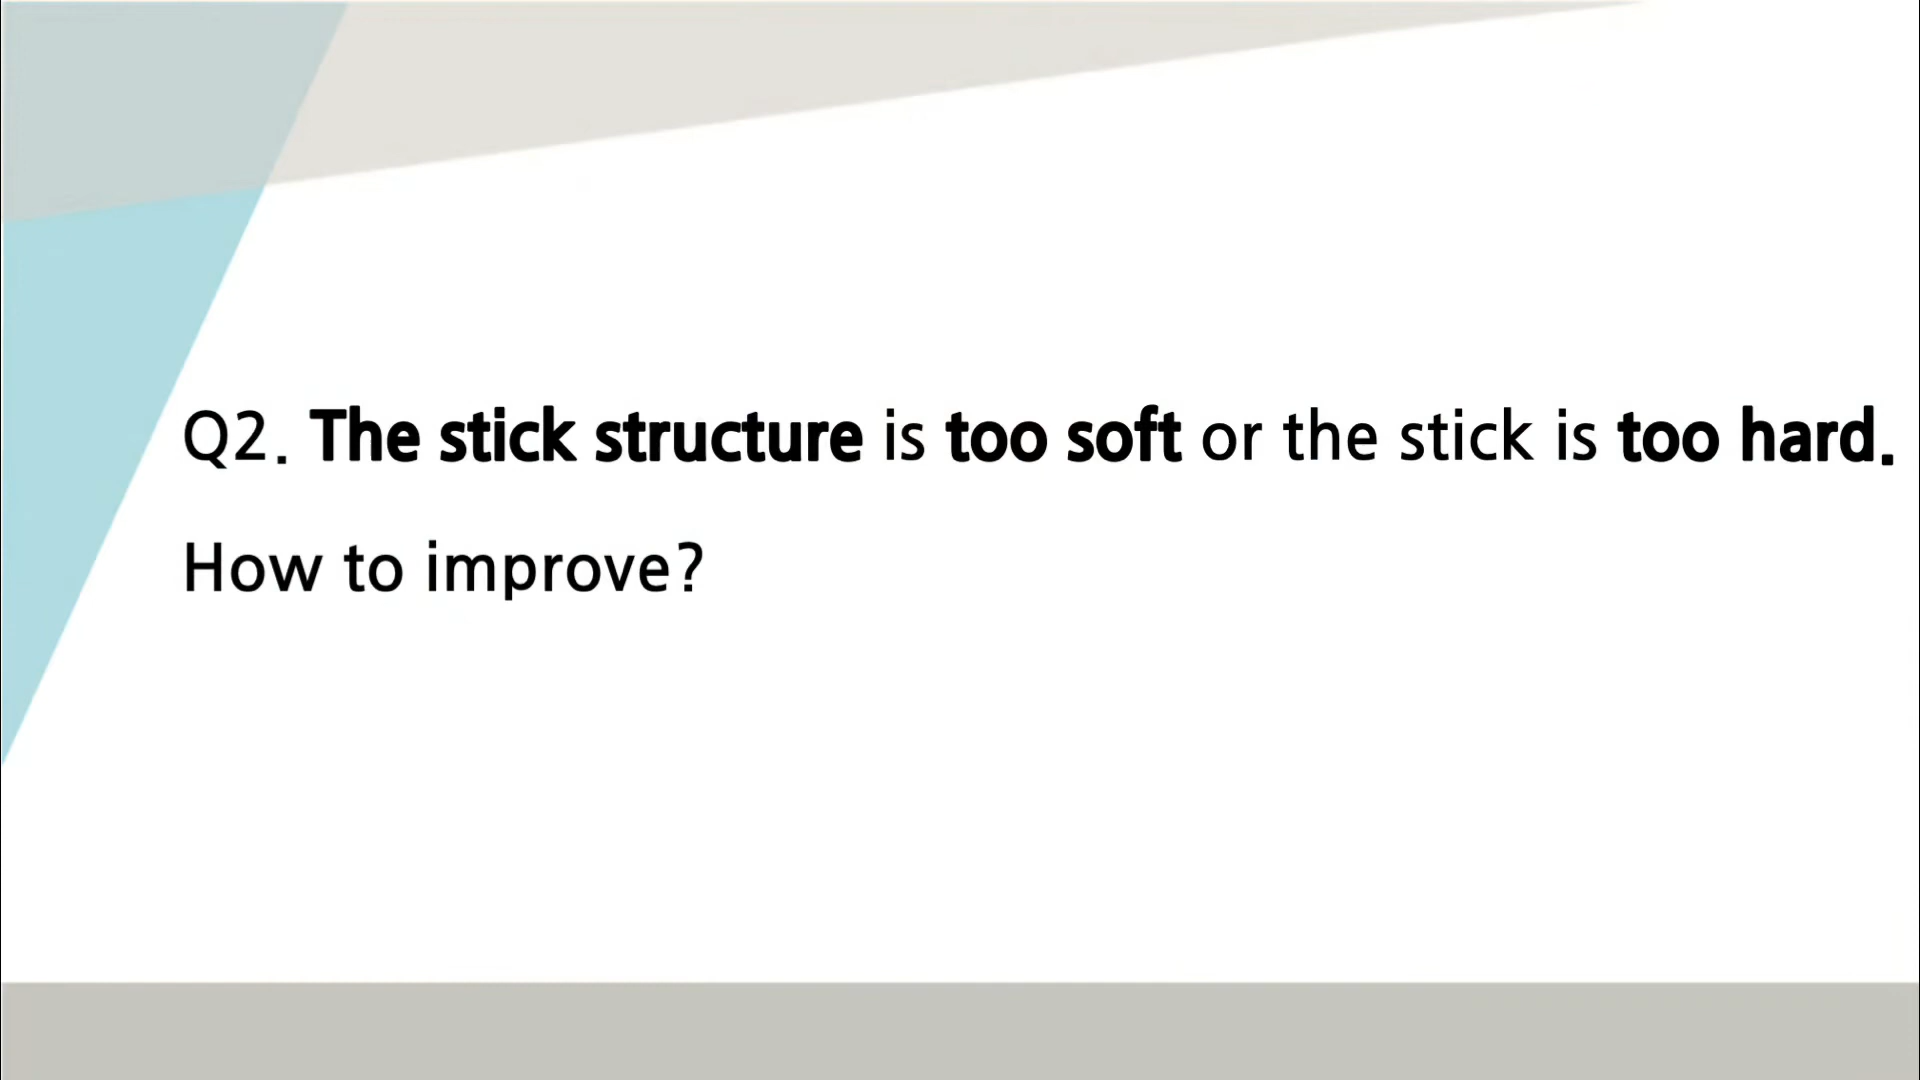 Q2. The stick structure is too soft or the stick is too hard.
How to improve?